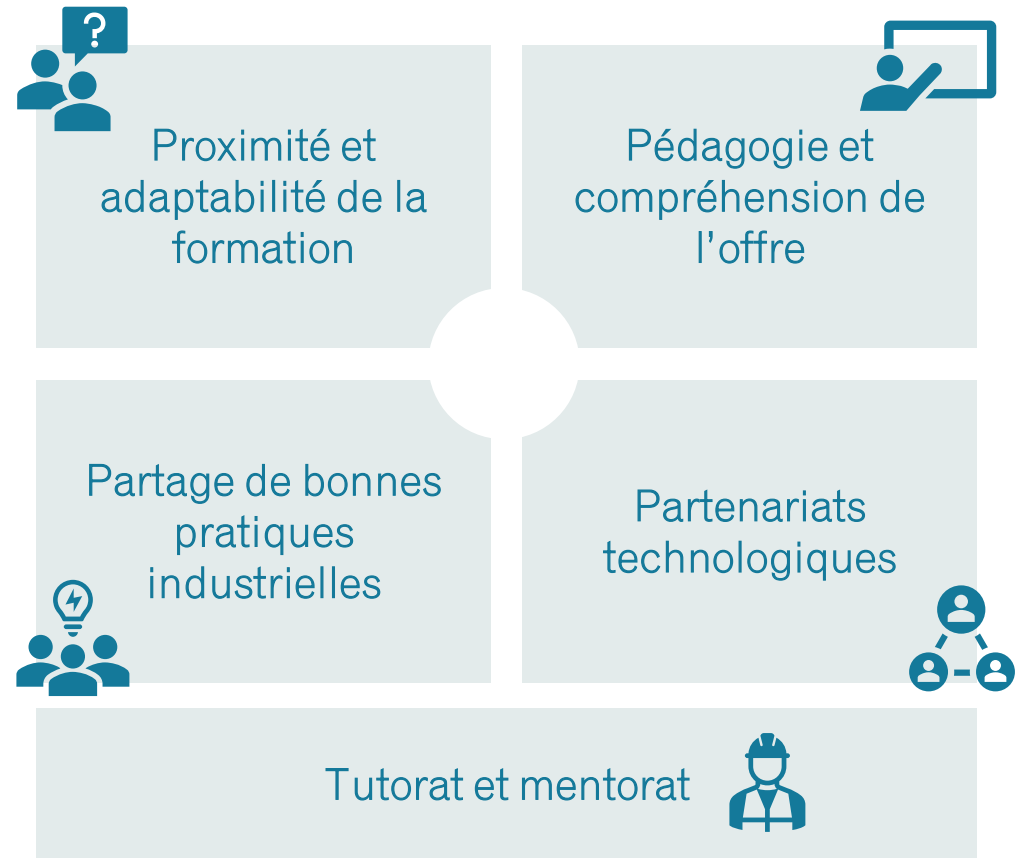 ?
Proximité et
adaptabilité de la
formation
Pédagogie et
compréhension de
l’offre
Partage de bonnes
pratiques
industrielles
Partenariats
technologiques
Tutorat et mentorat